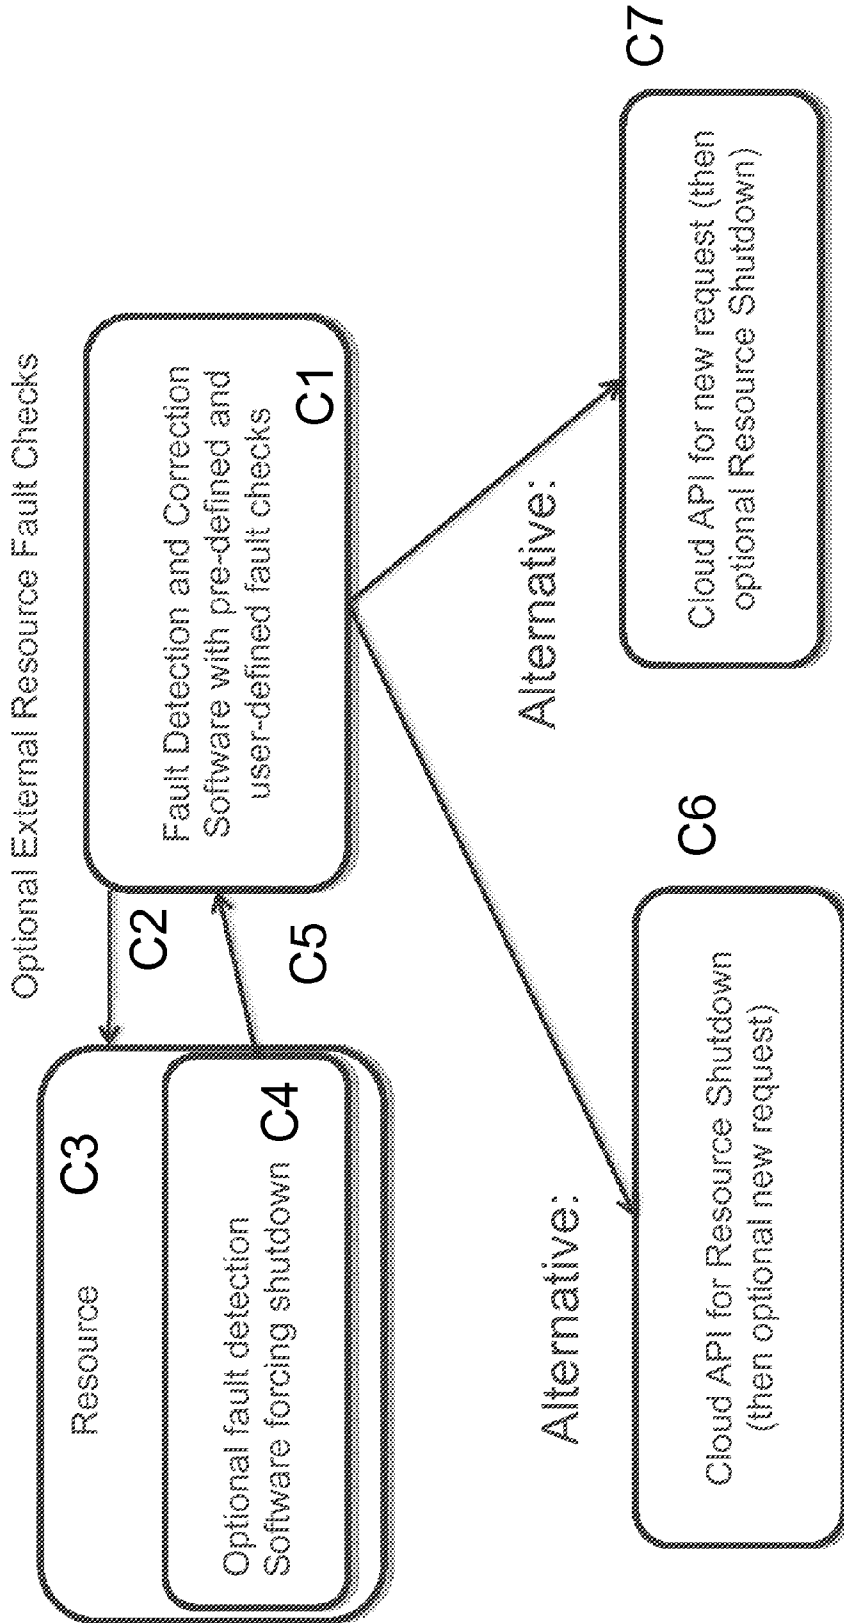 Optional External Resource Fault Checks
Resource
C3
Optional fault detection
Software forcing shutdown
C4
C2
C5
Fault Detection and Correction
Software with pre-defined and
user-defined fault checks
C1
Alternative:
Alternative:
Cloud API for Resource Shutdown
(then optional new request)
C6
Cloud API for new request (then
optional Resource Shutdown)
C7